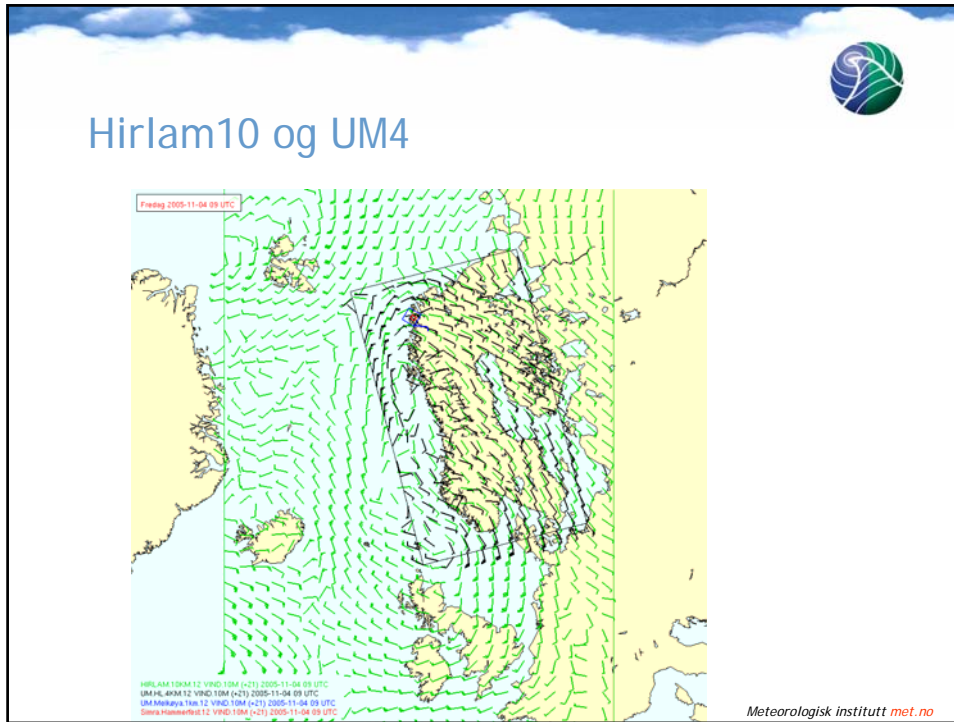 Hirlam10 og UM4
Fredag 2005-11-04 09 UTC
HIRLAM.10KM.12 VIND.10M (+21) 2005-11-04 09 UTC
UM.HL.4KM.12 VIND.10M (+21) 2005-11-04 09 UTC
UM.Melkøya.1km.12 VIND.10M (+21) 2005-11-04 09 UTC
Simra.Hammerfest.12 VIND.10M (+21) 2005-11-04 09 UTC
Meteorologisk institutt met.no